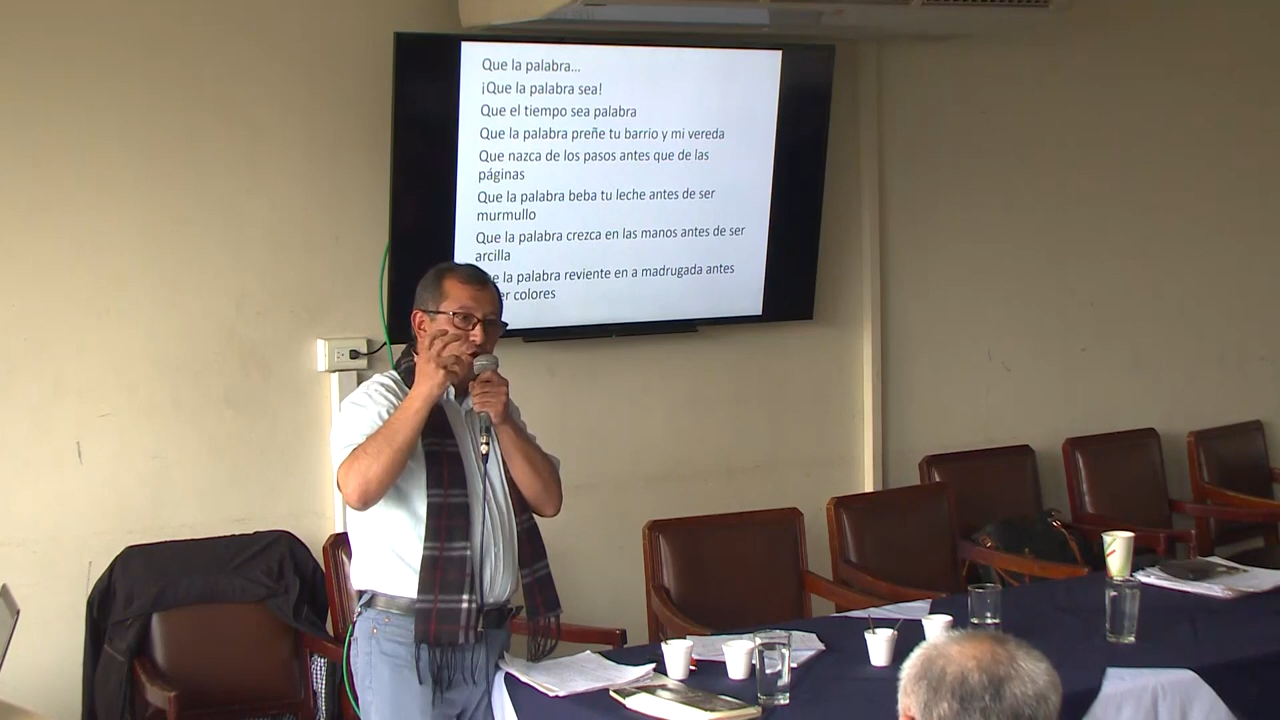 Que la palabra...
¡Que la palabra sea!
Que el tiempo sea palabra
Que la palabra preñe tu barrio y mi vereda
Que nazca de los pasos antes que de las
páginas
Que la palabra beba tu leche antes de ser
murmullo
Que la palabra crezca en las manos antes de ser
arcilla
la palabra reviente en a madrugada antes
colores